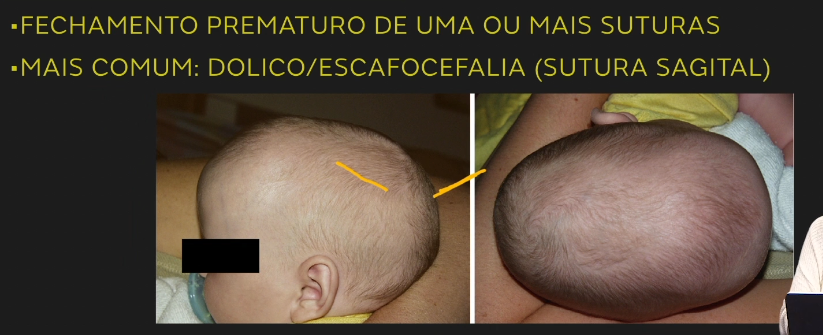 ▪FECHAMENTO PREMATURO DE UMA OU MAIS SUTURAS
▪MAIS COMUM: DOLICO/ESCAFOCEFALIA (SUTURA SAGITAL)